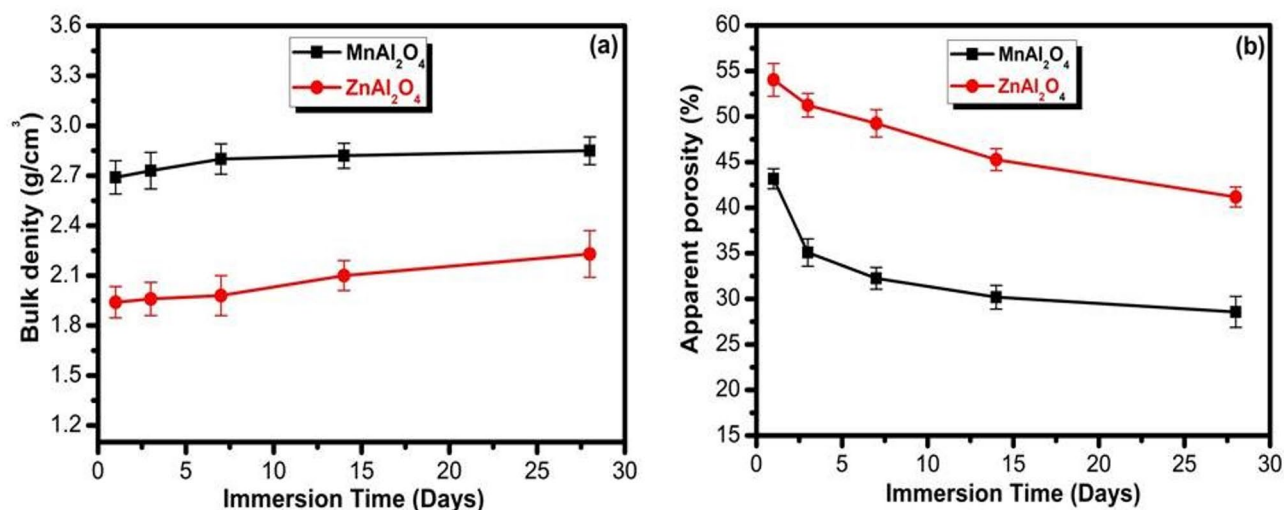 (a)
MnAl₂O₄
ZnAl₂O₄
Bulk denity (g/cm³)
3.6
3.3
3.0
2.7
2.4
2.1
1.8
1.5
1.2
0 5 10 15 20 25 30
Immersion Time (Days)
(b)
MnAl₂O₄
ZnAl₂O₄
Apparent porosity (%)
60
55
50
45
40
35
30
25
20
15
0 5 10 15 20 25 30
Immersion Time (Days)